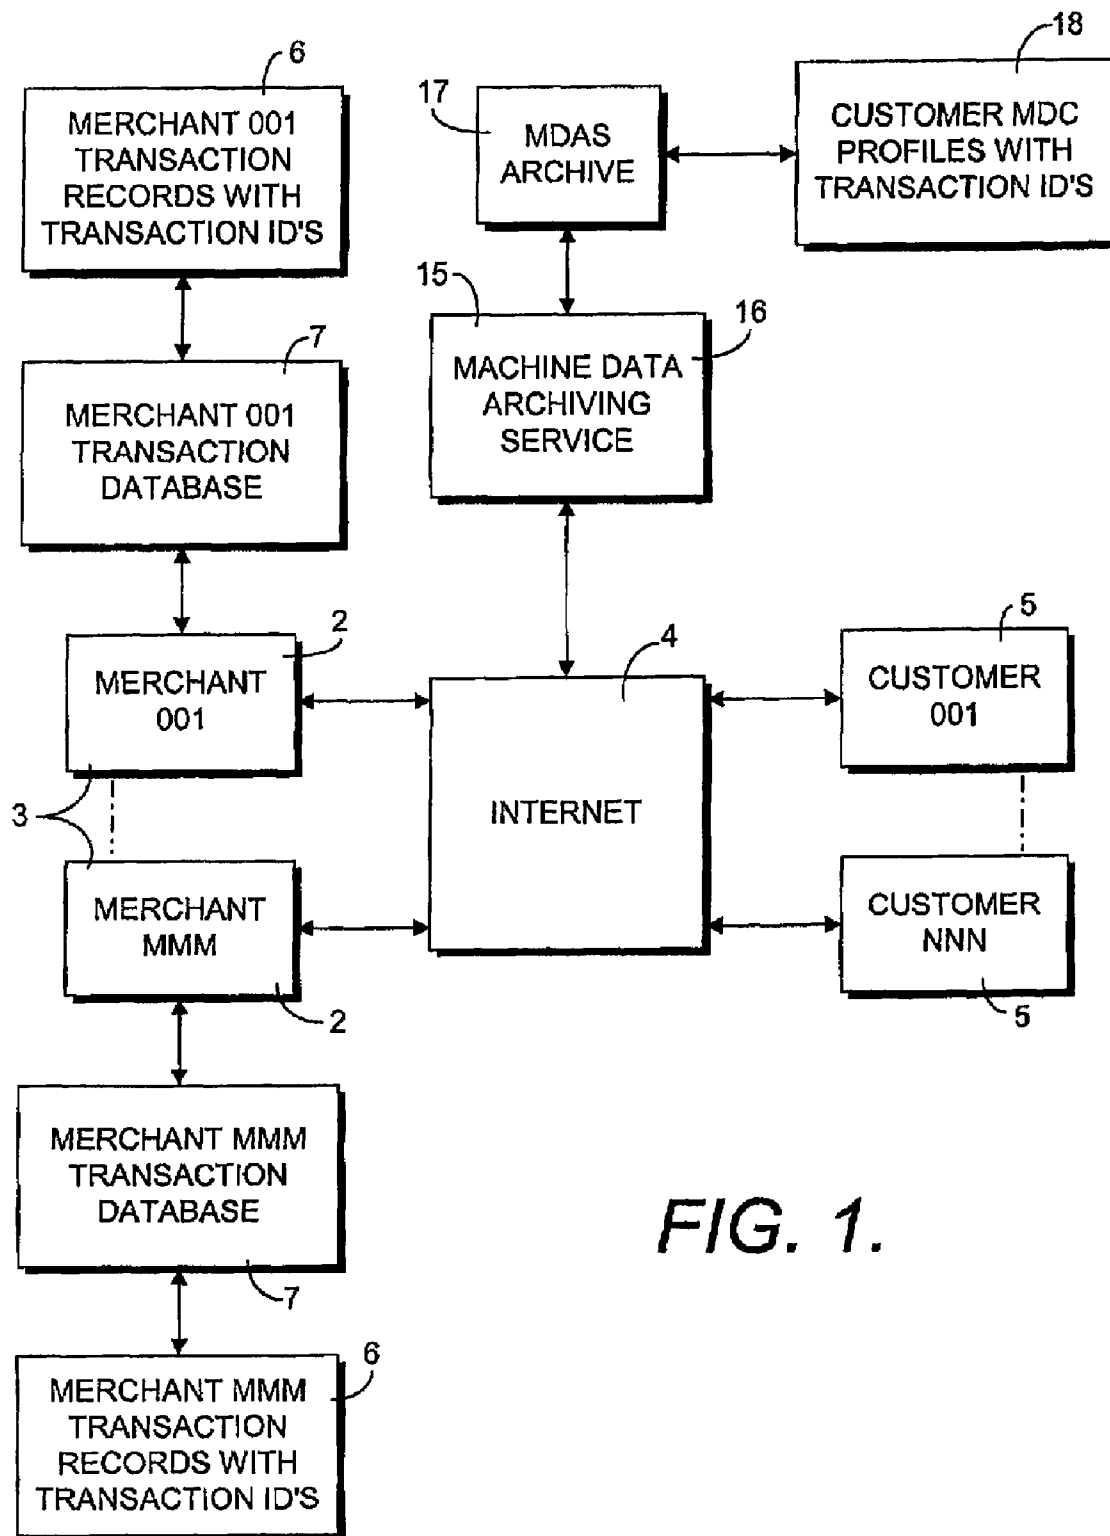 6
MERCHANT 001
TRANSACTION
RECORDS WITH
TRANSACTION ID'S
17
MDAS
ARCHIVE
18
CUSTOMER MDC
PROFILES WITH
TRANSACTION ID'S
7
MERCHANT 001
TRANSACTION
DATABASE
15
16
MACHINE DATA
ARCHIVING
SERVICE
2
MERCHANT
001
4
INTERNET
5
CUSTOMER
001
3
MERCHANT
MMM
2
CUSTOMER
NNN
5
MERCHANT MMM
TRANSACTION
DATABASE
7
6
MERCHANT MMM
TRANSACTION
RECORDS WITH
TRANSACTION ID'S
FIG. 1.